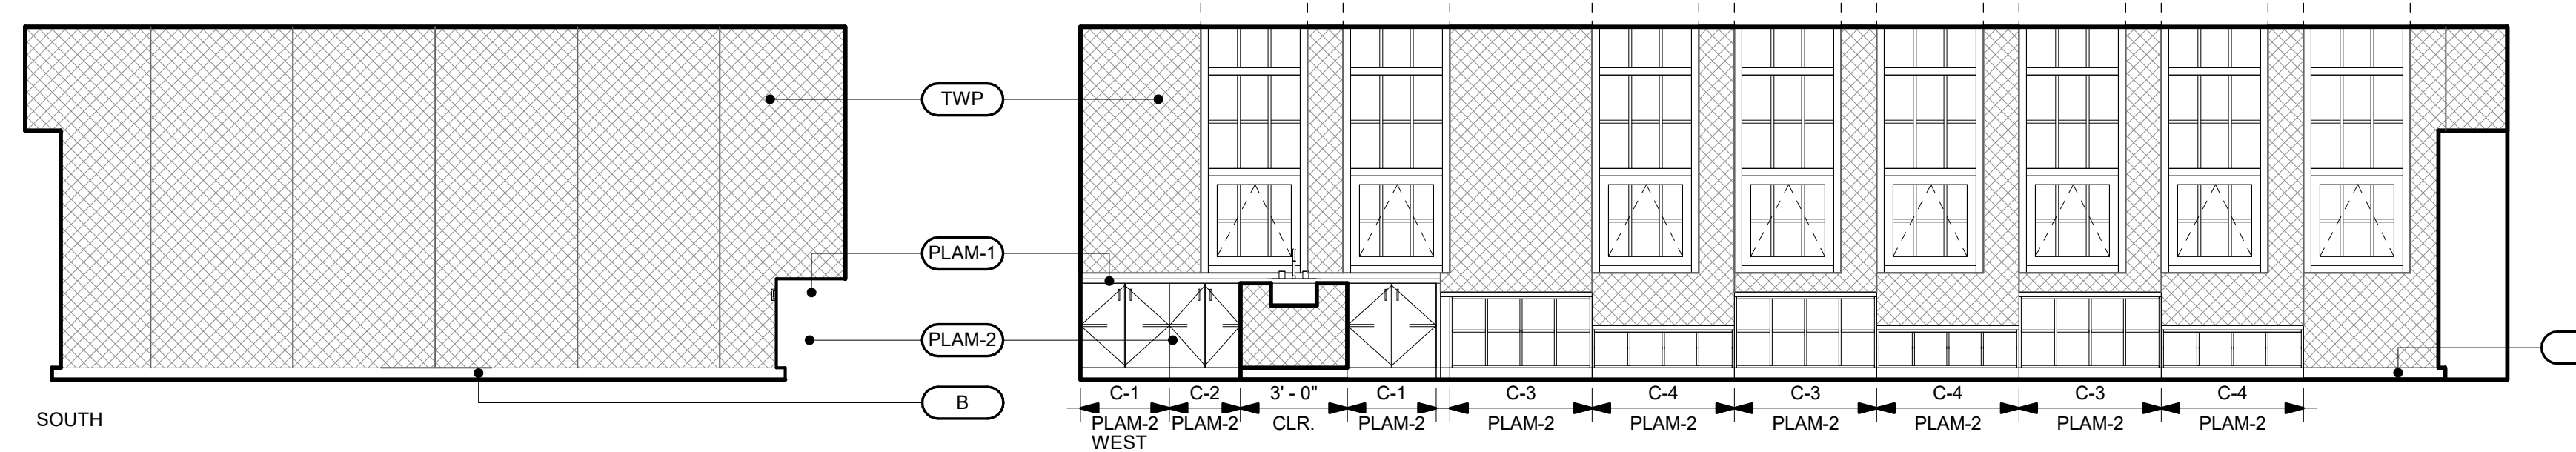 TWP
PLAM-1
PLAM-2
B
SOUTH
C-1 C-2 3' - 0" C-1 C-3 C-4 C-3 C-4 C-3 C-4
PLAM-2 PLAM-2 CLR. PLAM-2 PLAM-2 PLAM-2 PLAM-2 PLAM-2 PLAM-2 PLAM-2
WEST